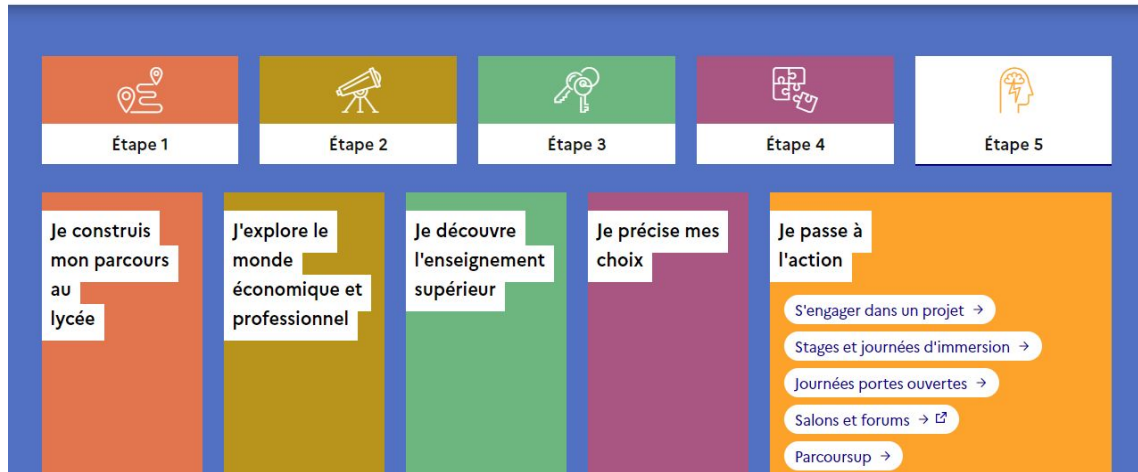 Étape 1
Étape 2
Étape 3
Étape 4
Étape 5
Je construis
mon parcours
au
lycée
J'explore le
monde
économique et
professionnel
Je découvre
l'enseignement
supérieur
Je précise mes
choix
Je passe à
l'action
S'engager dans un projet →
Stages et journées d'immersion →
Journées portes ouvertes →
Salons et forums →
Parcoursup →